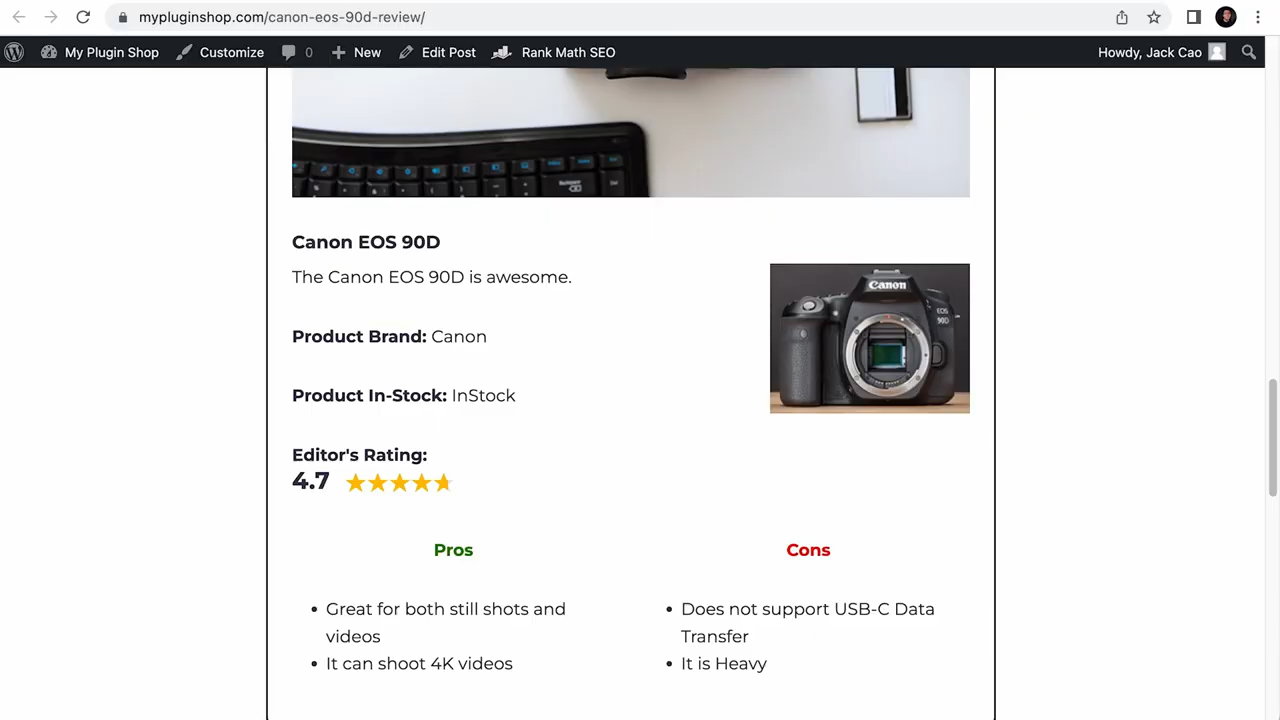 mypluginshop.com/canon-eos-90d-review/
My Plugin Shop Customize 0 New Edit Post Rank Math SEO Howdy, Jack Cao
Canon EOS 90D
The Canon EOS 90D is awesome.
Canon
EOS
90D
Product Brand: Canon
Product In-Stock: InStock
Editor's Rating:
4.7
Pros
Great for both still shots and
videos
It can shoot 4K videos
Cons
Does not support USB-C Data
Transfer
It is Heavy